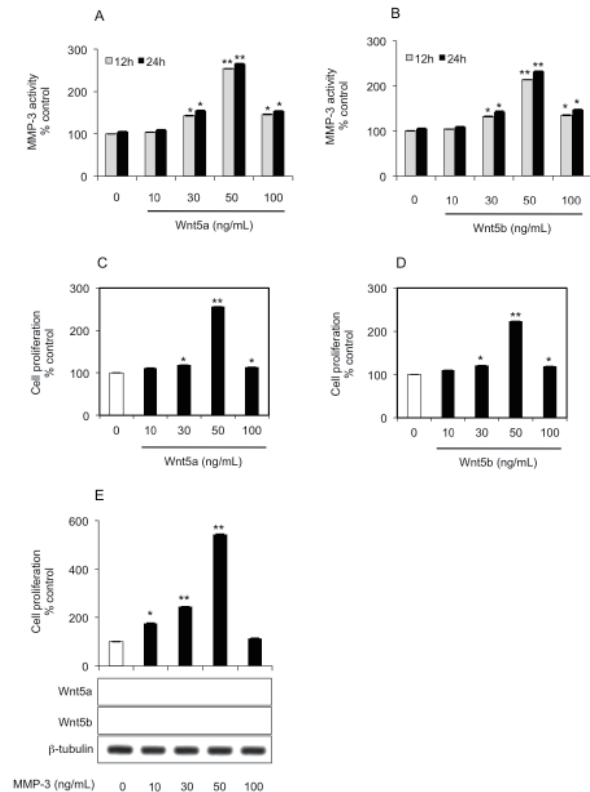 A
MMP-3 activity
% control
300
200
100
0
12h 24h
* * ** ** * *
0 10 30 50 100
Wnt5a (ng/mL)
B
MMP-3 activity
% control
300
200
100
0
12h 24h
* * ** ** * *
0 10 30 50 100
Wnt5b (ng/mL)
C
Cell proliferation
% control
300
200
100
0
* ** *
0 10 30 50 100
Wnt5a (ng/mL)
D
Cell proliferation
% control
300
200
100
0
* ** *
0 10 30 50 100
Wnt5b (ng/mL)
E
Cell proliferation
% control
600
400
200
0
* ** **
Wnt5a
Wnt5b
β-tubulin
MMP-3 (ng/mL) 0 10 30 50 100